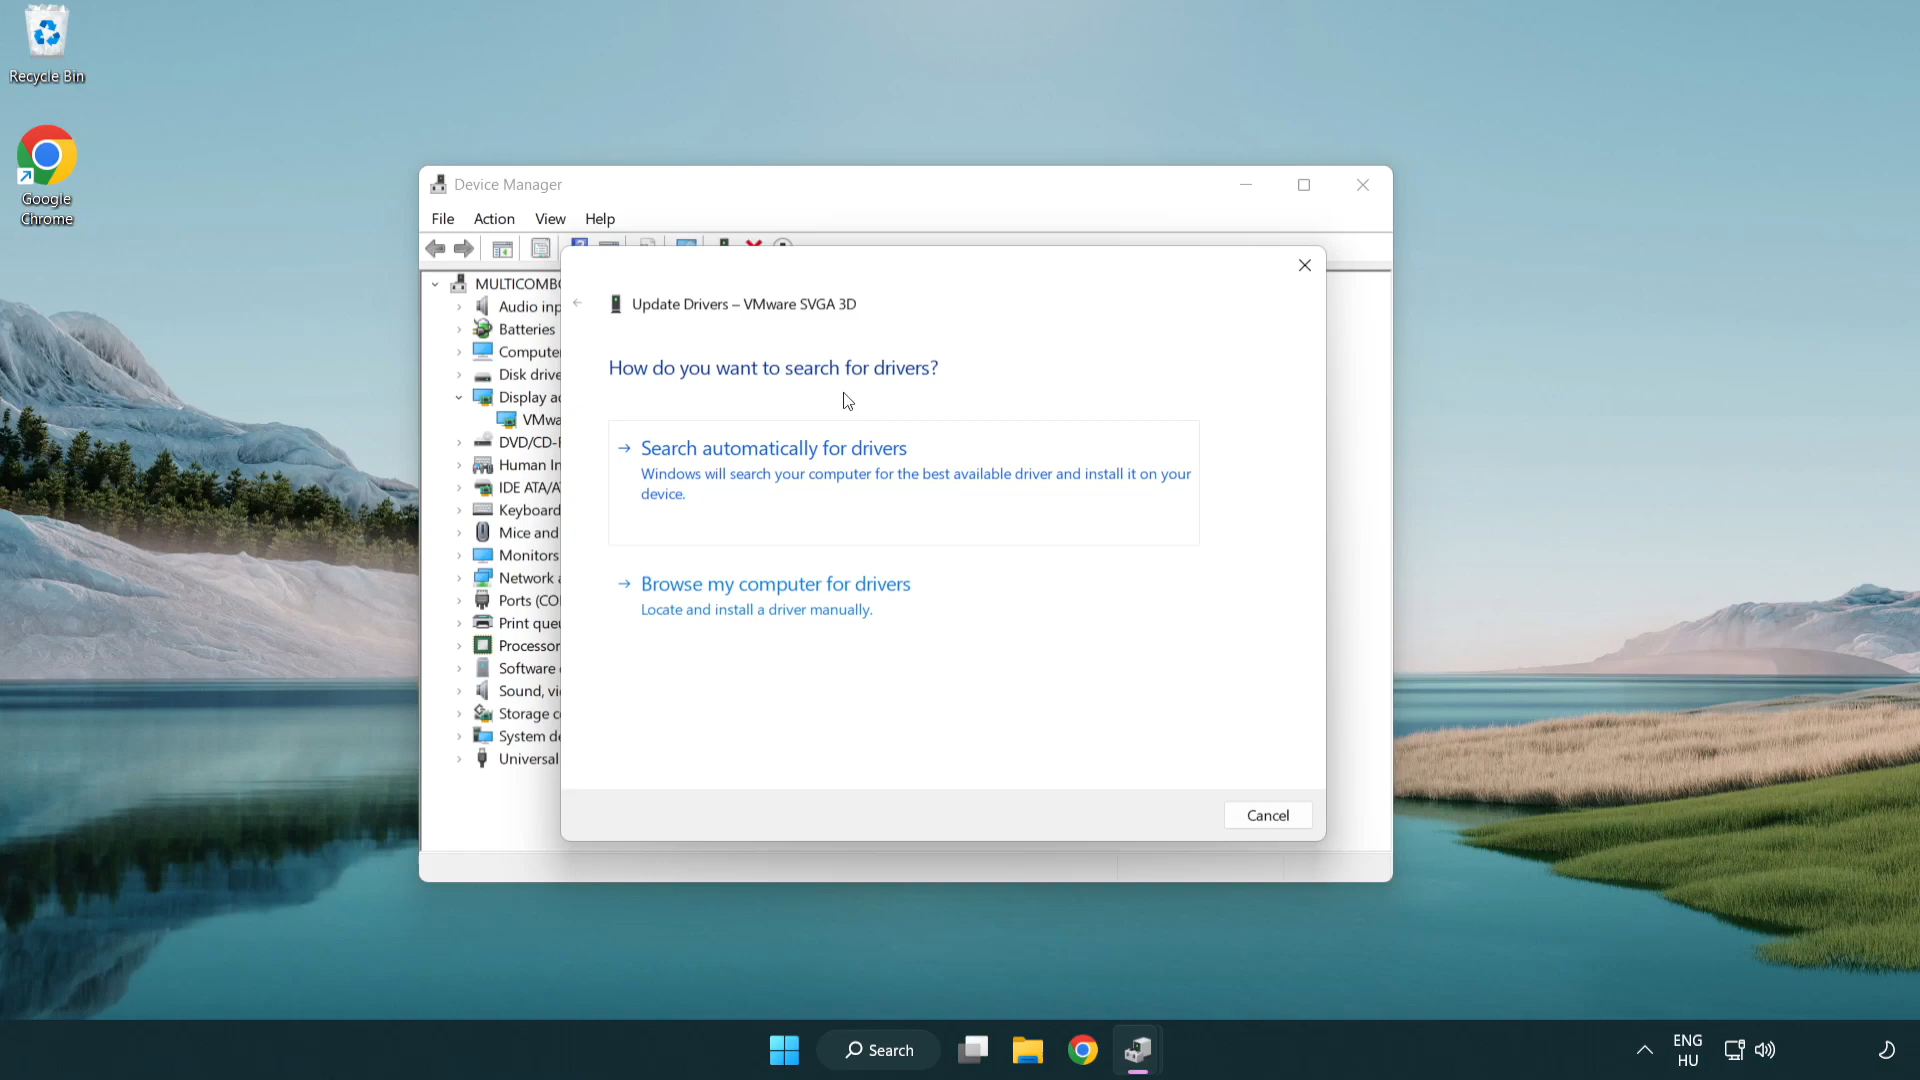 Recycle Bin
Google
Chrome
Device Manager
File Action View Help
MULTICOMBO
Audio inp
Batteries
Compute
Disk drive
Display ad
VMwa
DVD/CD-R
Human In
IDE ATA/A
Keyboard
Mice and
Monitors
Network a
Ports (CO
Print queu
Processor
Software
Sound, vi
Storage c
System de
Universal
Update Drivers – VMware SVGA 3D
How do you want to search for drivers?
Search automatically for drivers
Windows will search your computer for the best available driver and install it on your
device.
Browse my computer for drivers
Locate and install a driver manually.
Cancel
Search
ENG
HU